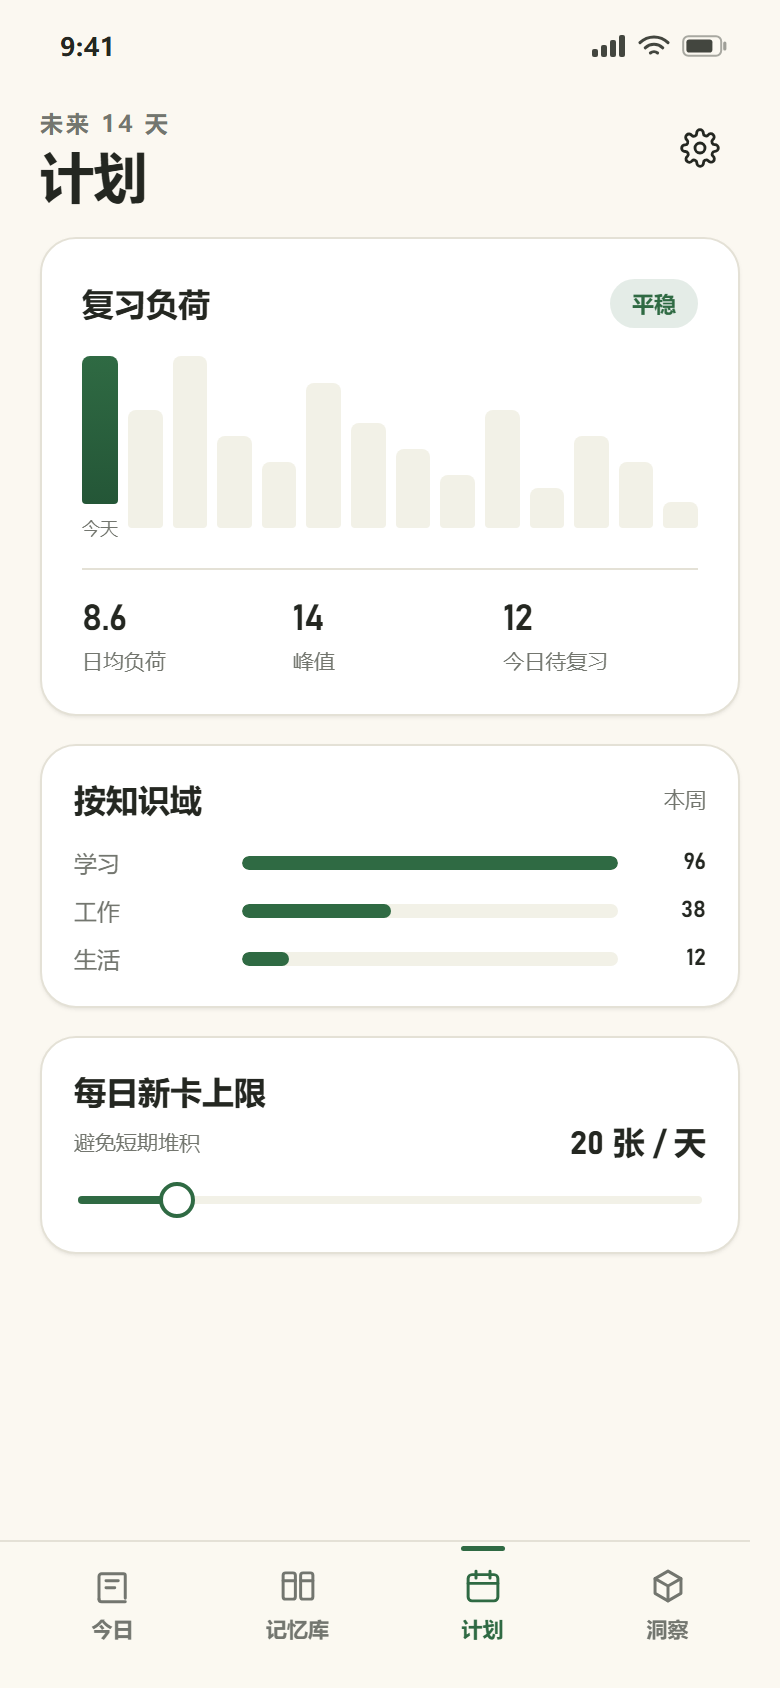 9:41
未来 14 天
计划
复习负荷
平稳
今天
8.6
14
12
日均负荷
峰值
今日待复习
按知识域
本周
学习
96
工作
38
生活
12
每日新卡上限
避免短期堆积
20 张 / 天
今日
记忆库
计划
洞察